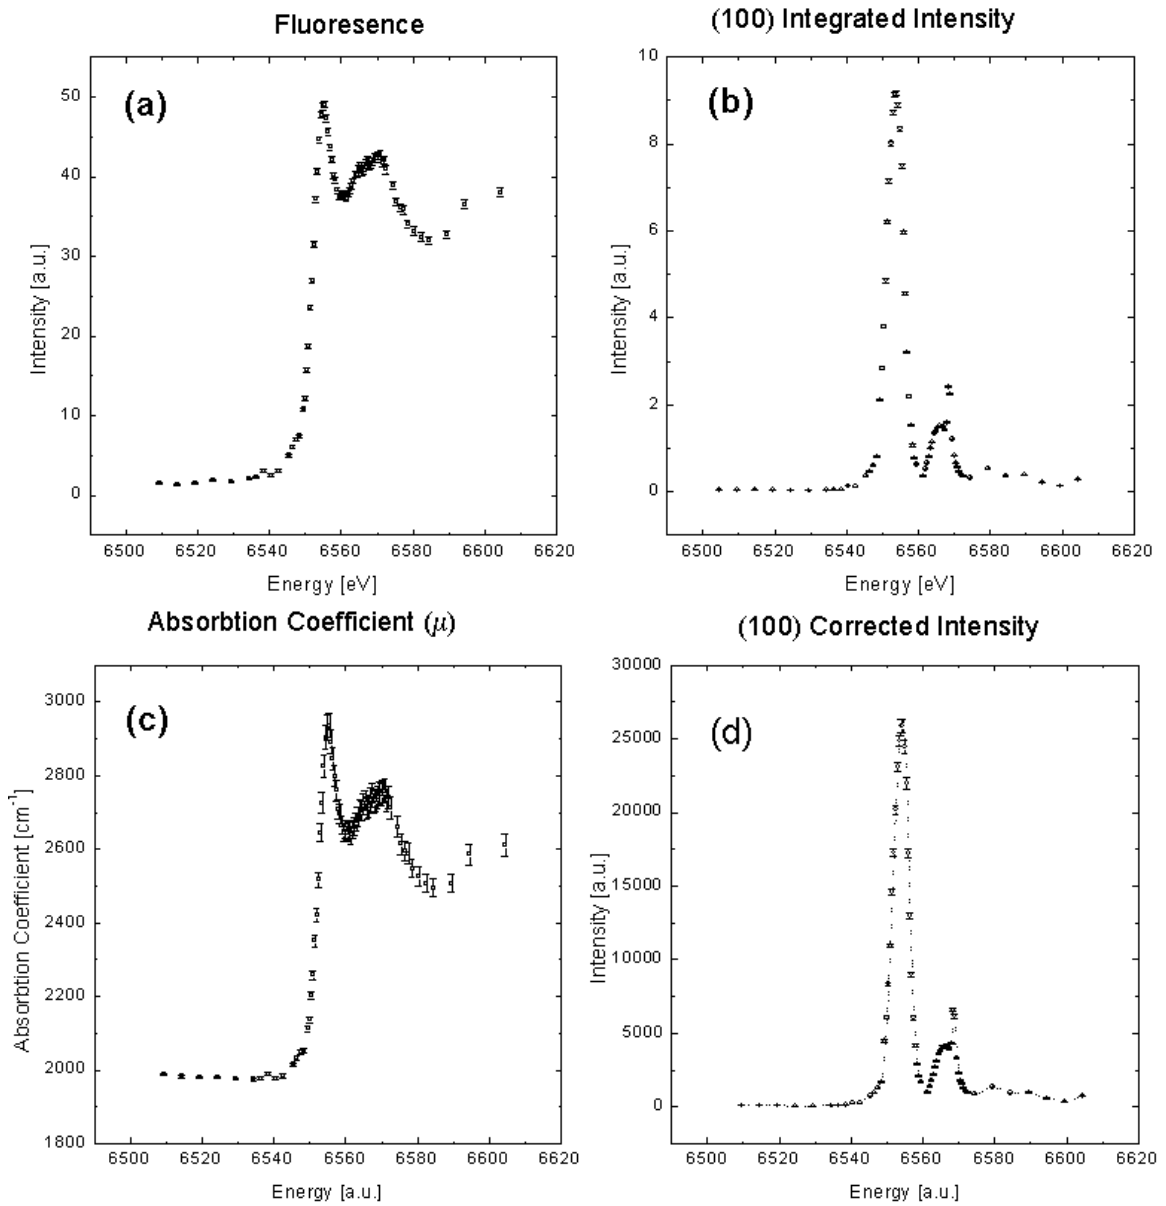 Fluoresence
(a)
50
40
30
20
10
0
Intensity [a.u.]
6500 6520 6540 6560 6580 6600 6620
Energy [eV]
(100) Integrated Intensity
(b)
10
8
6
4
2
0
Intensity [a.u.]
6500 6520 6540 6560 6580 6600 6620
Energy [eV]
Absorbtion Coefficient (μ)
(c)
3000
2800
2600
2400
2200
2000
1800
Absorbtion Coefficient [cm⁻¹]
6500 6520 6540 6560 6580 6600 6620
Energy [a.u.]
(100) Corrected Intensity
(d)
30000
25000
20000
15000
10000
5000
0
Intensity [a.u.]
6500 6520 6540 6560 6580 6600 6620
Energy [a.u.]